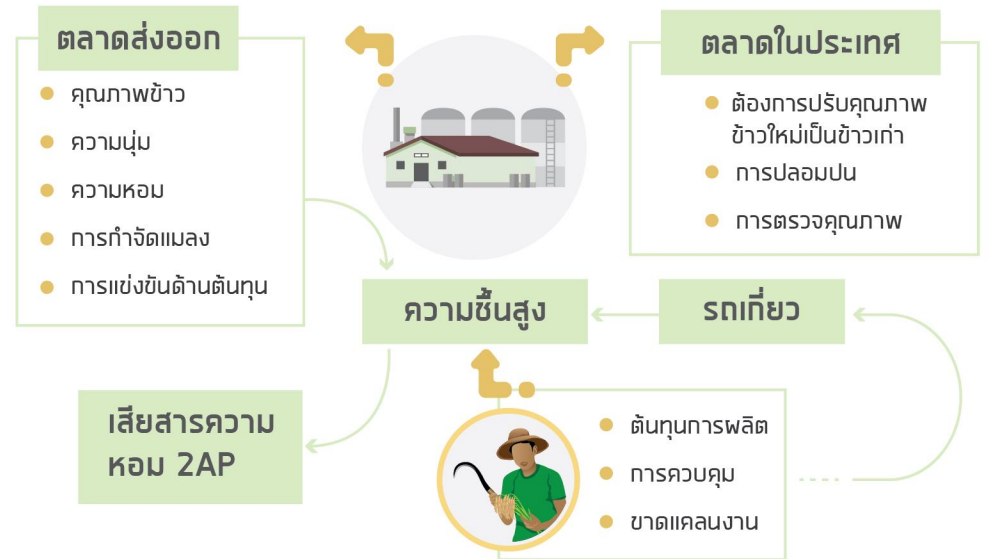 ตลาดส่งออก
คุณภาพข้าว
ความนุ่ม
ความหอม
การกำจัดแมลง
การแข่งขันด้านต้นทุน
ตลาดในประเทศ
ต้องการปรับคุณภาพ
ข้าวใหม่เป็นข้าวเก่า
การปลอมปน
การตรวจคุณภาพ
ความชื้นสูง
รถเกี่ยว
เสียสารความ
หอม 2AP
ต้นทุนการผลิต
การควบคุม
ขาดแคลนงาน